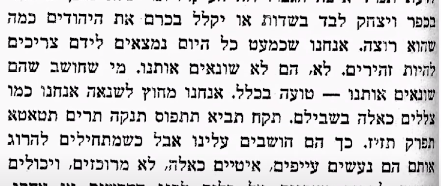 בכפר ויצחק לבד בשדות או יקלל בכרם את היהודים כמה
שהוא רוצה. אנחנו שכמעט כל היום נמצאים לידם צריכים
להיות זהירים. לא, הם לא שונאים אותנו. מי שחושב שהם
שונאים אותנו — טועה בכלל. אנחנו מחוץ לשנאה אנחנו כמו
צללים כאלה בשבילם. תקח תביא תתפוס תנקה תרים תטאטא
תפרק תזיז. כך הם חושבים עלינו אבל כשמתחילים להרוג
אותם הם נעשים עייפים, איטיים כאלה, לא מרוכזים, ויכולים